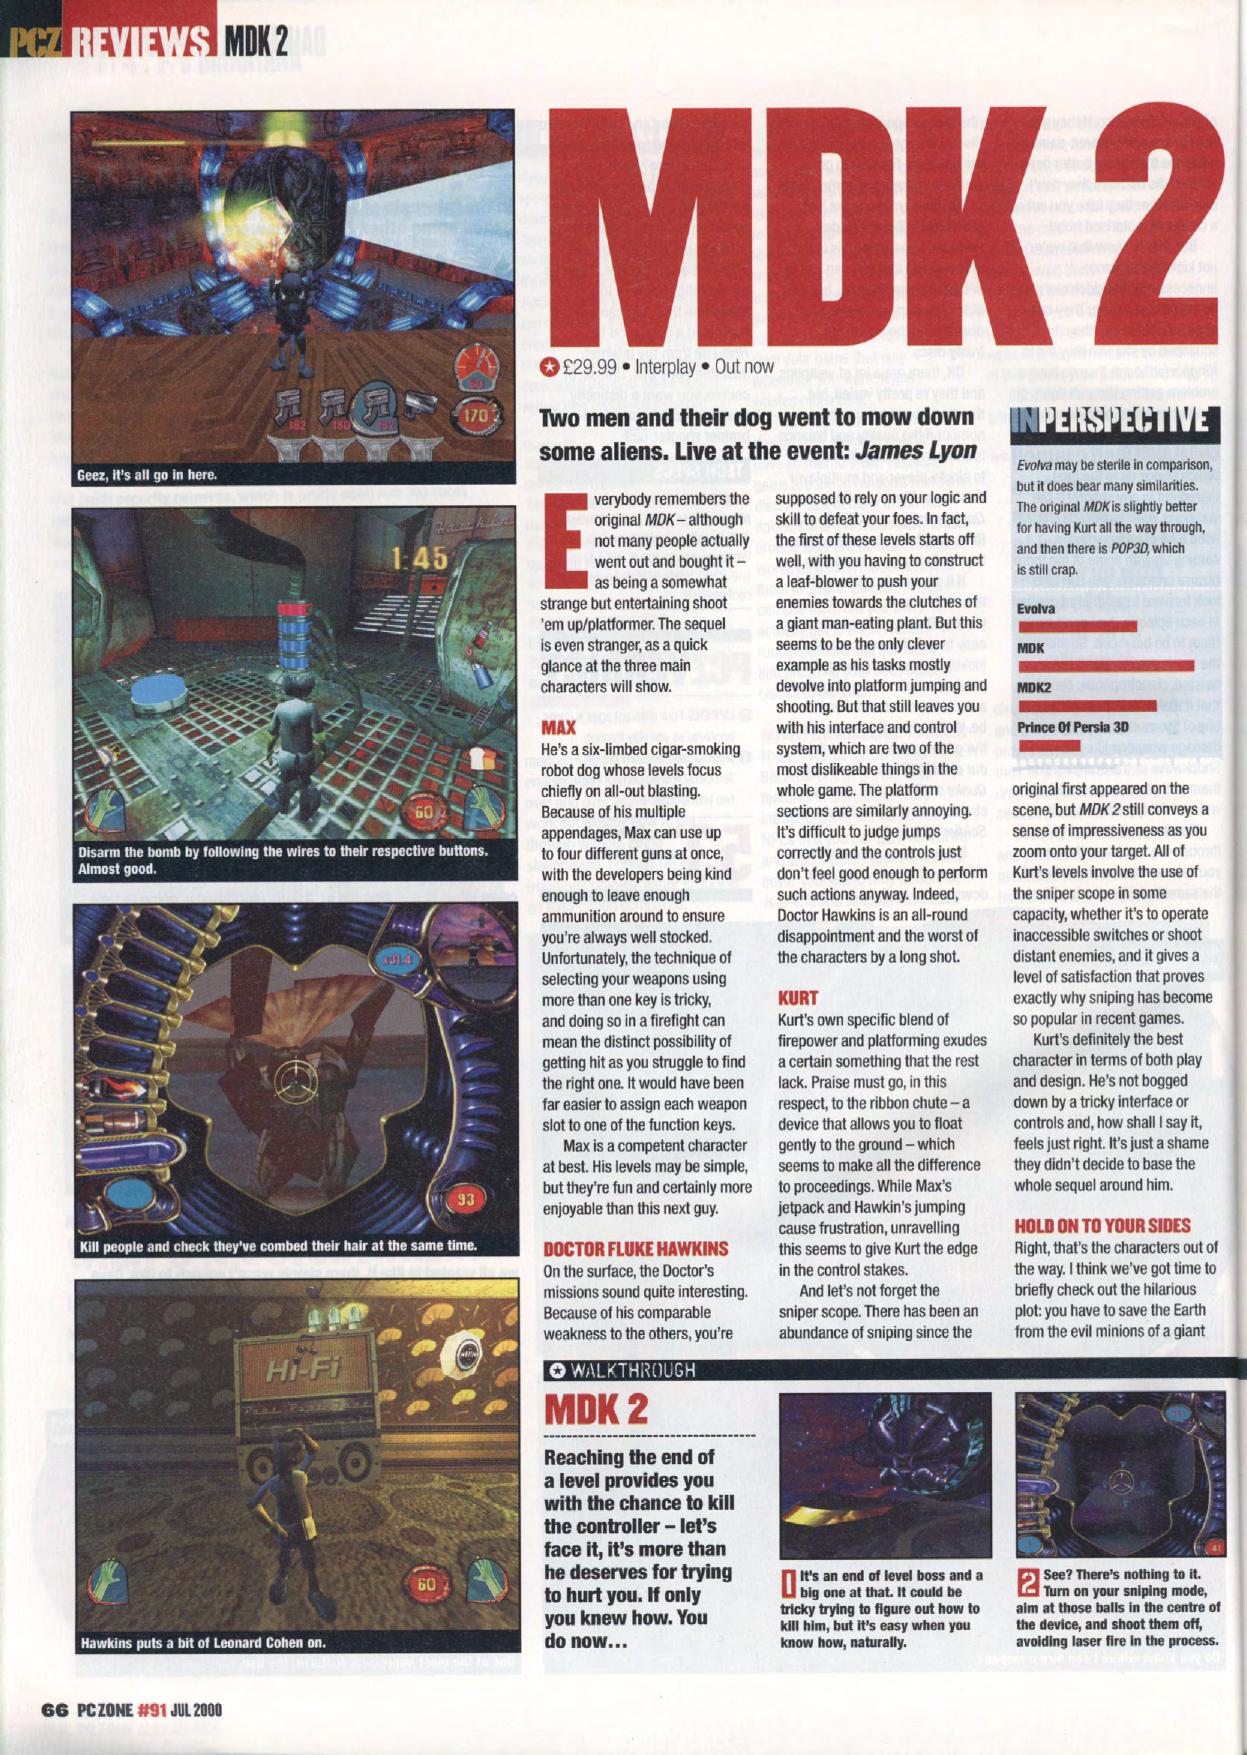 PCZ REVIEWS MDK 2
MDK 2
£29.99 • Interplay • Out now
Two men and their dog went to mow down
some aliens. Live at the event: James Lyon
Everybody remembers the
original MDK – although
not many people actually
went out and bought it –
as being a somewhat
strange but entertaining shoot
'em up/platformer. The sequel
is even stranger, as a quick
glance at the three main
characters will show.
MAX
He's a six-limbed cigar-smoking
robot dog whose levels focus
chiefly on all-out blasting.
Because of his multiple
appendages, Max can use up
to four different guns at once,
with the developers being kind
enough to leave enough
ammunition around to ensure
you're always well stocked.
Unfortunately, the technique of
selecting your weapons using
more than one key is tricky,
and doing so in a firefight can
mean the distinct possibility of
getting hit as you struggle to find
the right one. It would have been
far easier to assign each weapon
slot to one of the function keys.
Max is a competent character
at best. His levels may be simple,
but they're fun and certainly more
enjoyable than this next guy.
DOCTOR FLUKE HAWKINS
On the surface, the Doctor's
missions sound quite interesting.
Because of his comparable
weakness to the others, you're
supposed to rely on your logic and
skill to defeat your foes. In fact,
the first of these levels starts off
well, with you having to construct
a leaf-blower to push your
enemies towards the clutches of
a giant man-eating plant. But this
seems to be the only clever
example as his tasks mostly
devolve into platform jumping and
shooting. But that still leaves you
with his interface and control
system, which are two of the
most dislikeable things in the
whole game. The platform
sections are similarly annoying.
It's difficult to judge jumps
correctly and the controls just
don't feel good enough to perform
such actions anyway. Indeed,
Doctor Hawkins is an all-round
disappointment and the worst of
the characters by a long shot.
KURT
Kurt's own specific blend of
firepower and platforming exudes
a certain something that the rest
lack. Praise must go, in this
respect, to the ribbon chute – a
device that allows you to float
gently to the ground – which
seems to make all the difference
to proceedings. While Max's
jetpack and Hawkin's jumping
cause frustration, unravelling
this seems to give Kurt the edge
in the control stakes.
And let's not forget the
sniper scope. There has been an
abundance of sniping since the
original first appeared on the
scene, but MDK 2 still conveys a
sense of impressiveness as you
zoom onto your target. All of
Kurt's levels involve the use of
the sniper scope in some
capacity, whether it's to operate
inaccessible switches or shoot
distant enemies, and it gives a
level of satisfaction that proves
exactly why sniping has become
so popular in recent games.
Kurt's definitely the best
character in terms of both play
and design. He's not bogged
down by a tricky interface or
controls and, how shall I say it,
feels just right. It's just a shame
they didn't decide to base the
whole sequel around him.
HOLD ON TO YOUR SIDES
Right, that's the characters out of
the way. I think we've got time to
briefly check out the hilarious
plot: you have to save the Earth
from the evil minions of a giant
INPERSPECTIVE
Evolva may be sterile in comparison,
but it does bear many similarities.
The original MDK is slightly better
for having Kurt all the way through,
and then there is POP3D, which
is still crap.
Evolva
MDK
MDK2
Prince Of Persia 3D
60
182
180
182
170
Geez, it's all go in here.
Hawkins
1:45
60
Disarm the bomb by following the wires to their respective buttons.
Almost good.
93
Kill people and check they've combed their hair at the same time.
Hi-Fi
60
Hawkins puts a bit of Leonard Cohen on.
WALKTHROUGH
MDK 2
Reaching the end of
a level provides you
with the chance to kill
the controller – let's
face it, it's more than
he deserves for trying
to hurt you. If only
you knew how. You
do now...
1 It's an end of level boss and a
big one at that. It could be
tricky trying to figure out how to
kill him, but it's easy when you
know how, naturally.
41
2 See? There's nothing to it.
Turn on your sniping mode,
aim at those balls in the centre of
the device, and shoot them off,
avoiding laser fire in the process.
66 PC ZONE #91 JUL 2000